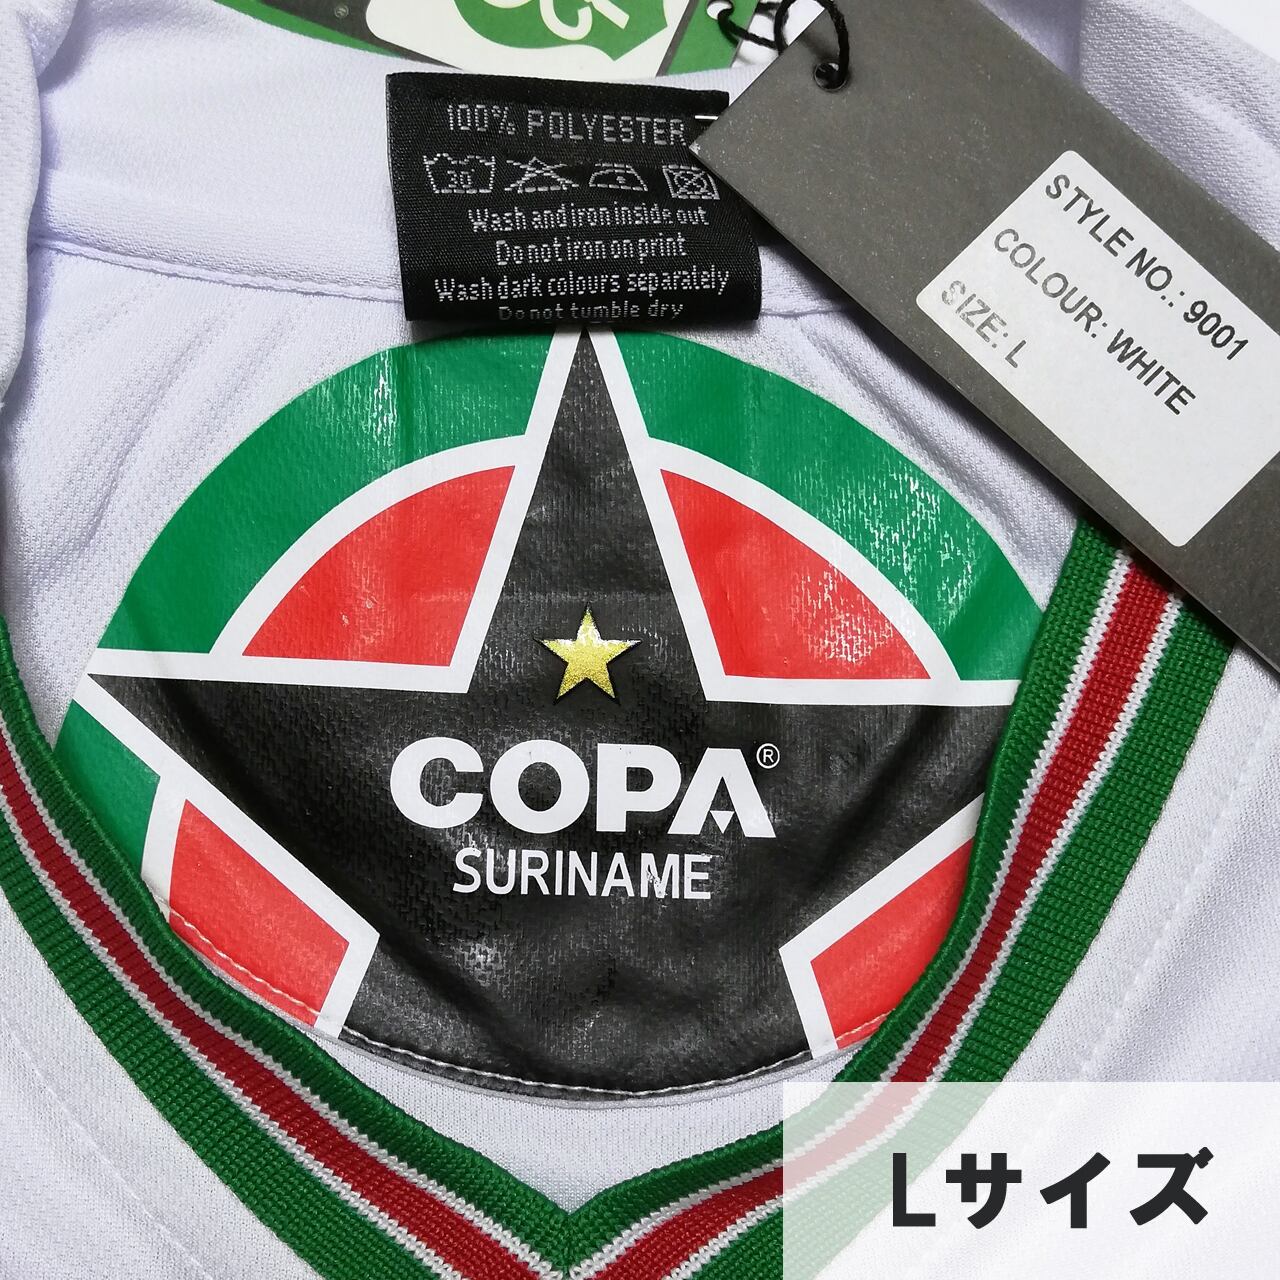 100% POLYESTER
30
Wash and iron inside out
Do not iron on print
Wash dark colours separately
Do not tumble dry
STYLE NO.: 9001
COLOUR: WHITE
SIZE: L
COPA®
SURINAME
Lサイズ